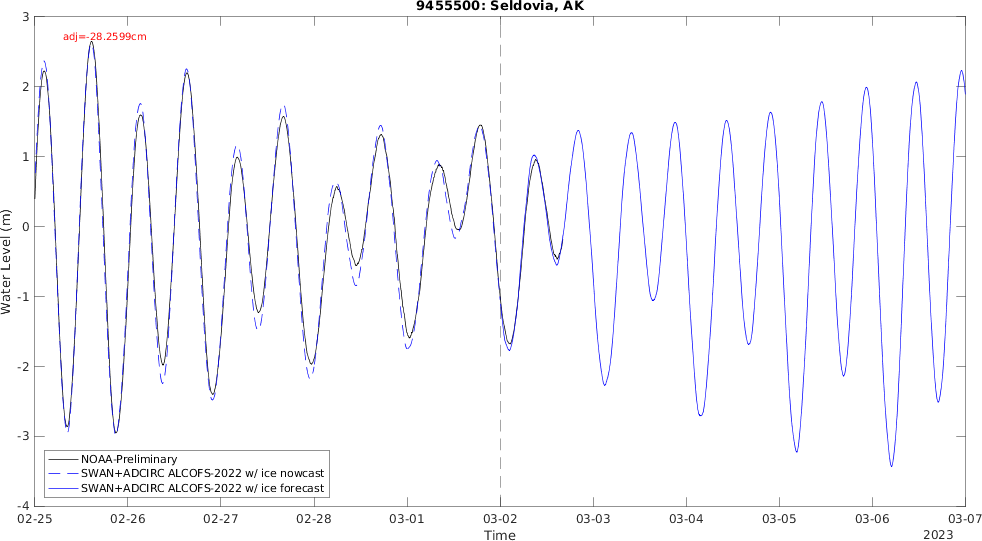 9455500: Seldovia, AK
adj=-28.2599cm
3
2
1
0
-1
-2
-3
-4
Water Level (m)
NOAA-Preliminary
SWAN+ADCIRC ALCOFS-2022 w/ ice nowcast
SWAN+ADCIRC ALCOFS-2022 w/ ice forecast
02-25 02-26 02-27 02-28 03-01 03-02 03-03 03-04 03-05 03-06 03-07
Time
2023